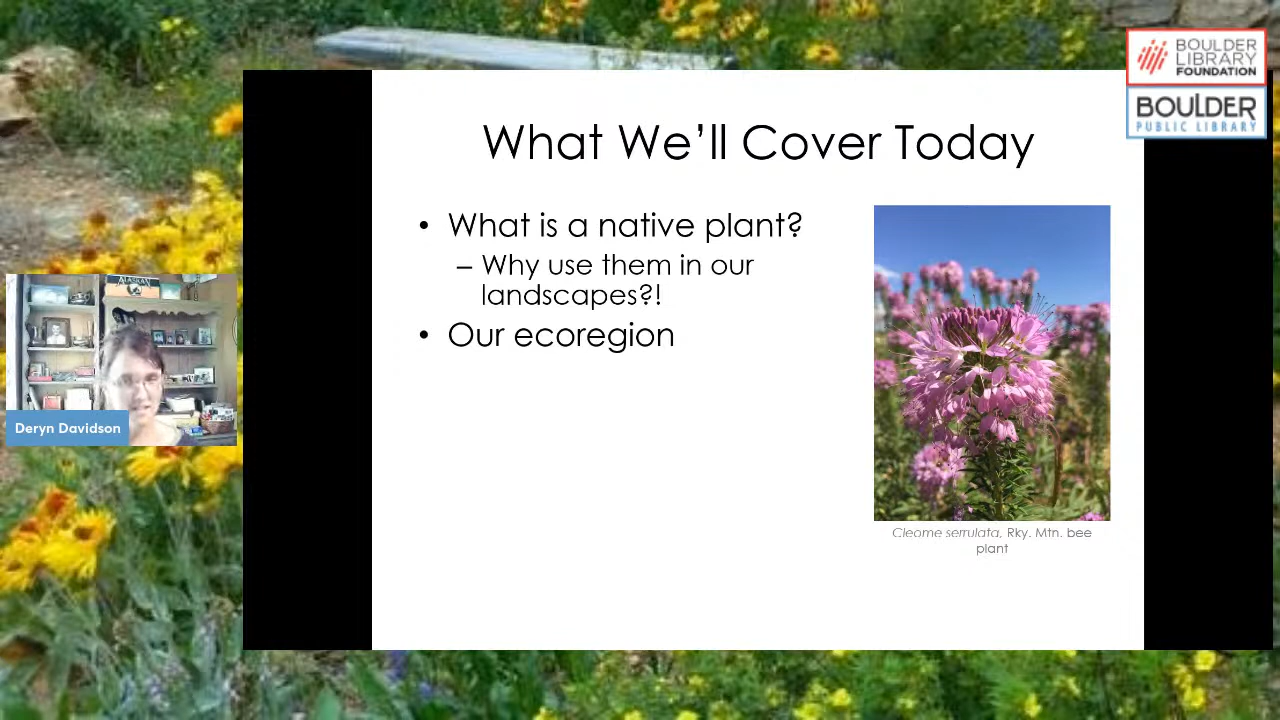 BOULDER
LIBRARY
FOUNDATION
BOULDER
PUBLIC LIBRARY
What We'll Cover Today
• What is a native plant?
– Why use them in our
landscapes?!
• Our ecoregion
ALASKAN
Deryn Davidson
Cleome serrulata, Rky. Mtn. bee
plant